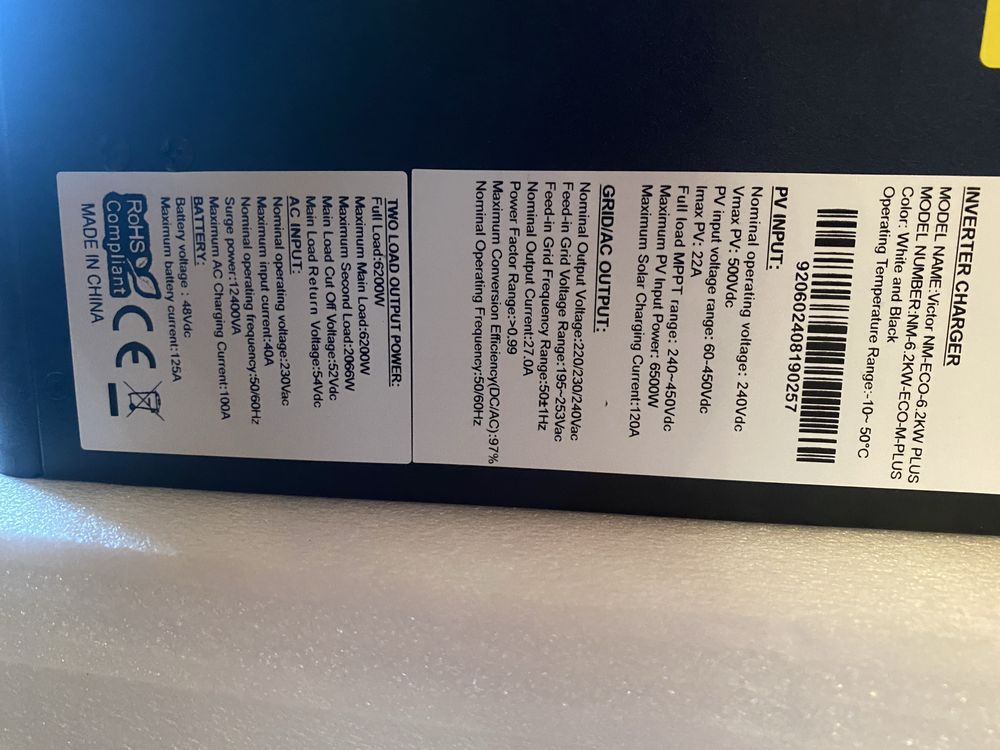 INVERTER CHARGER
MODEL NAME:Victor NM-ECO-6.2KW PLUS
MODEL NUMBER:NM-6.2KW-ECO-M-PLUS
Color: White and Black
Operating Temperature Range:-10~ 50°C
92060240819025​7
PV INPUT:
Nominal operating voltage: 240Vdc
Vmax PV: 500Vdc
PV input voltage range: 60-450Vdc
Imax PV: 22A
Full load MPPT range: 240~450Vdc
Maximum PV Input Power: 6500W
Maximum Solar Charging Current:120A
GRID/AC OUTPUT:
Nominal Output Voltage:220/230/240Vac
Feed-in Grid Voltage Range:195~253Vac
Feed-in Grid Frequency Range:50±1Hz
Nominal Output Current:27.0A
Power Factor Range:>0.99
Maximum Conversion Efficiency(DC/AC):97%
Nominal Operating Frequency:50/60Hz
TWO LOAD OUTPUT POWER:
Full Load:6200W
Maximum Main Load:6200W
Maximum Second Load:2066W
Main Load Cut Off Voltage:52Vdc
Main Load Return Voltage:54Vdc
AC INPUT:
Nominal operating voltage:230Vac
Maximum input current:40A
Nominal operating frequency:50/60Hz
Surge power:12400VA
Maximum AC Charging Current:100A
BATTERY:
Battery voltage : 48Vdc
Maximum battery current:125A
RoHS
Compliant
CE
MADE IN CHINA